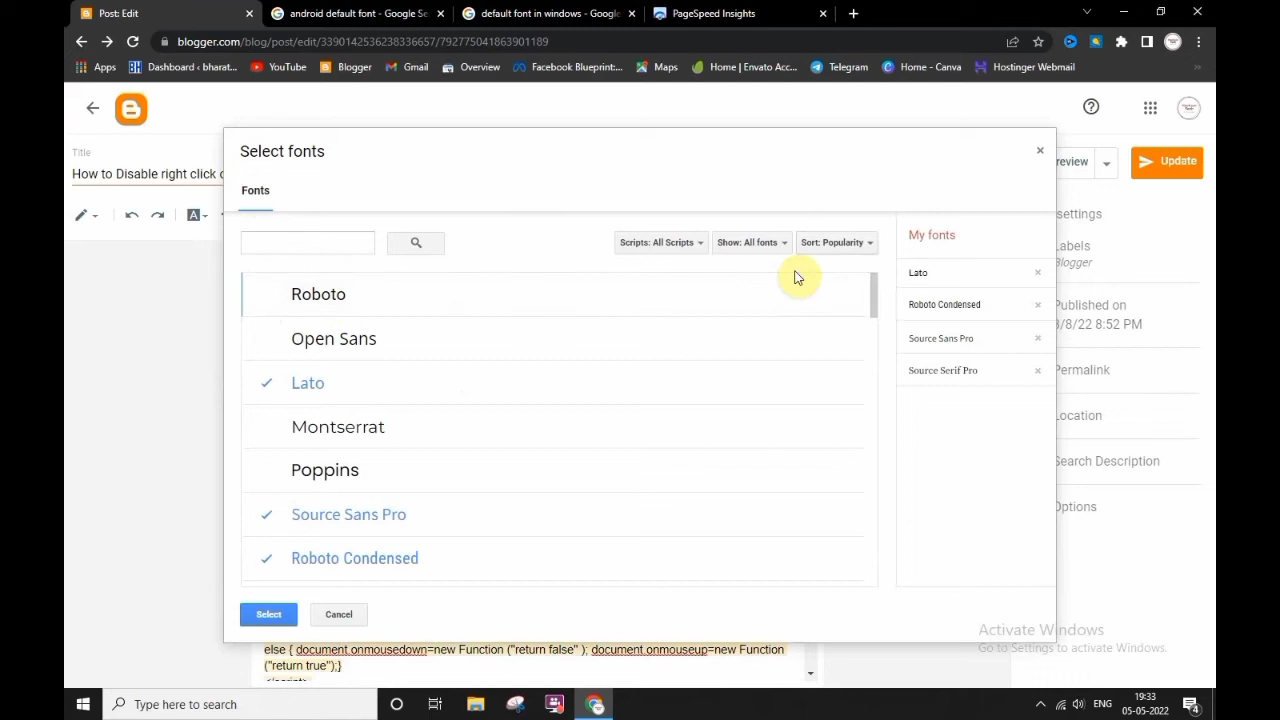 Post: Edit
android default font - Google Se
default font in windows - Google
PageSpeed Insights
blogger.com/blog/post/edit/3390142536238336657/792775041863901189
Apps
Dashboard ‹ bharat...
YouTube
Blogger
Gmail
Overview
Facebook Blueprint:...
Maps
Home | Envato Acc...
Telegram
Home - Canva
Hostinger Webmail
Select fonts
Title
Fonts
review
Update
How to Disable right click o
Scripts: All Scripts
Show: All fonts
Sort: Popularity
My fonts
settings
Labels
Blogger
Lato
Roboto
Roboto Condensed
Published on
3/8/22 8:52 PM
Open Sans
Source Sans Pro
Lato
Source Serif Pro
Permalink
Montserrat
Location
Poppins
Search Description
Source Sans Pro
Options
Roboto Condensed
Select
Cancel
Activate Windows
Go to Settings to activate Windows.
else { document.onmousedown=new Function ("return false" ); document.onmouseup=new Function
("return true");}
Type here to search
ENG
19:33
05-05-2022
4